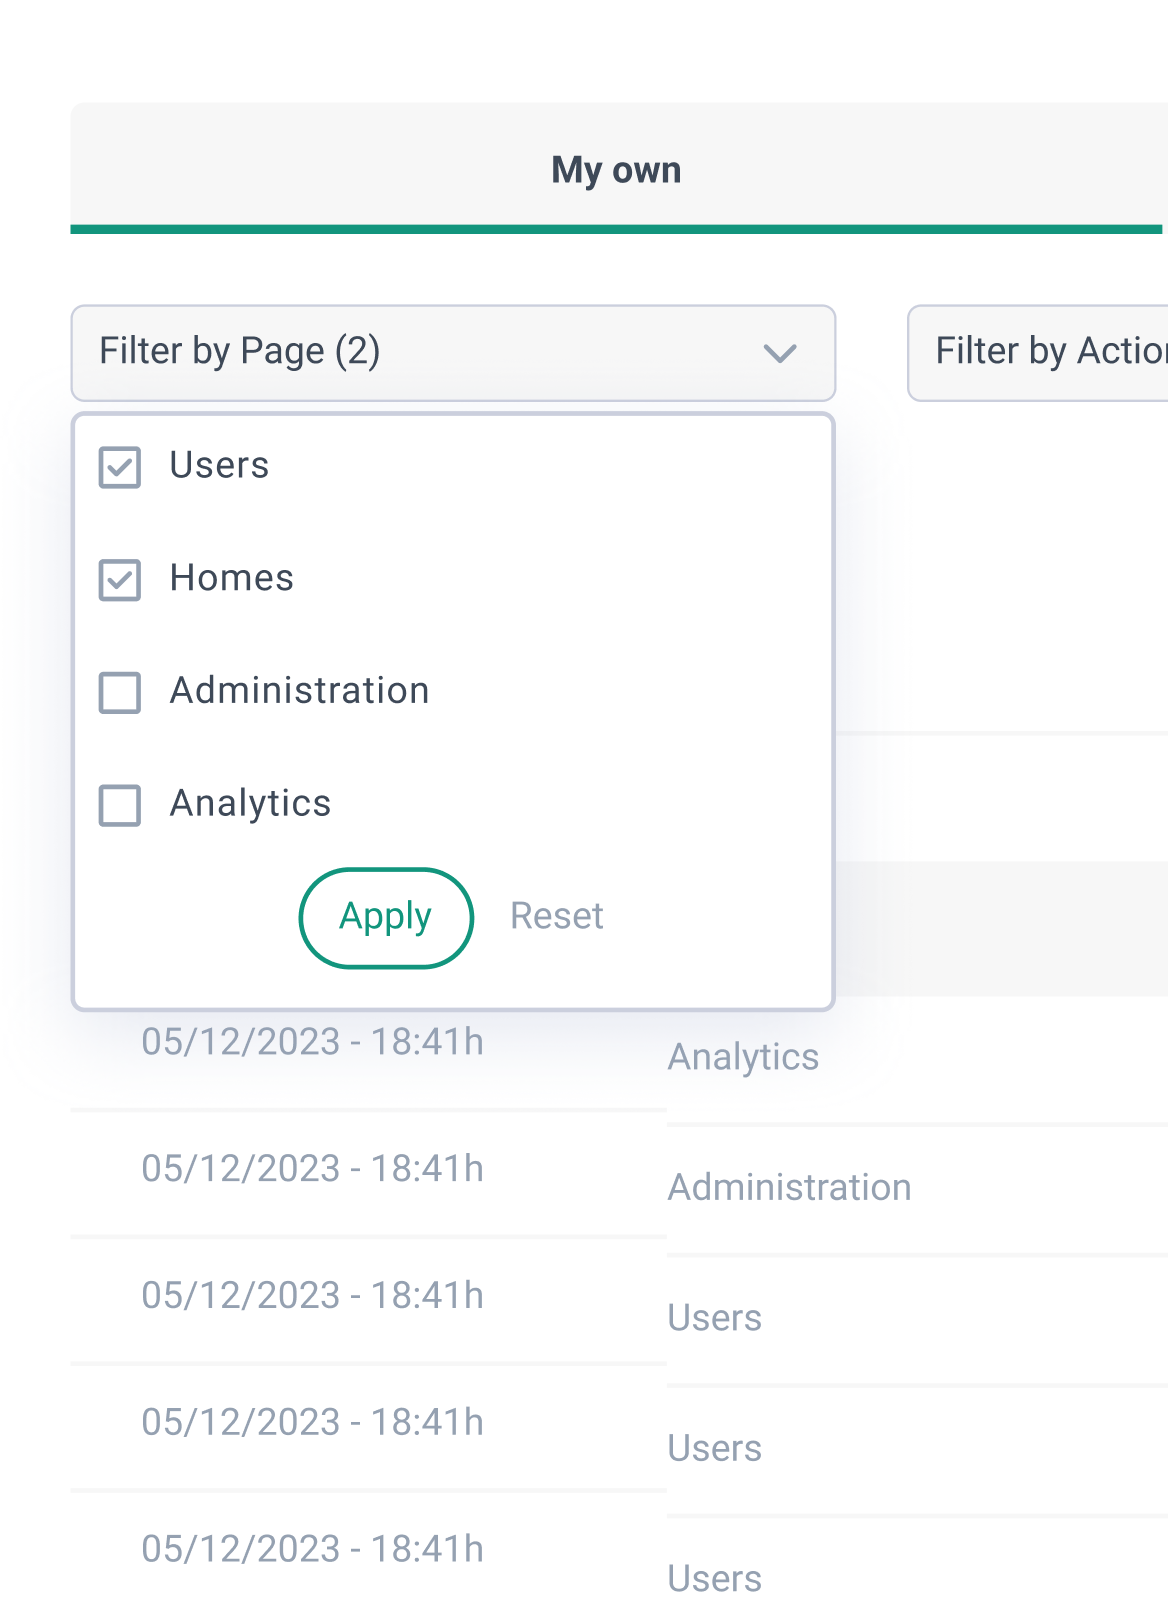 My own
Filter by Page (2)
Filter by Action
Users
Homes
Administration
Analytics
Apply
Reset
05/12/2023 - 18:41h
Analytics
05/12/2023 - 18:41h
Administration
05/12/2023 - 18:41h
Users
05/12/2023 - 18:41h
Users
05/12/2023 - 18:41h
Users